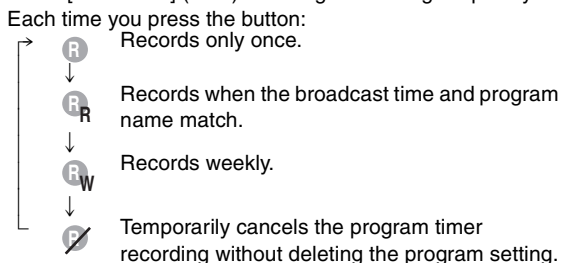 Each time you press the button:
R Records only once.
R R Records when the broadcast time and program
name match.
R W Records weekly.
R Temporarily cancels the program timer
recording without deleting the program setting.